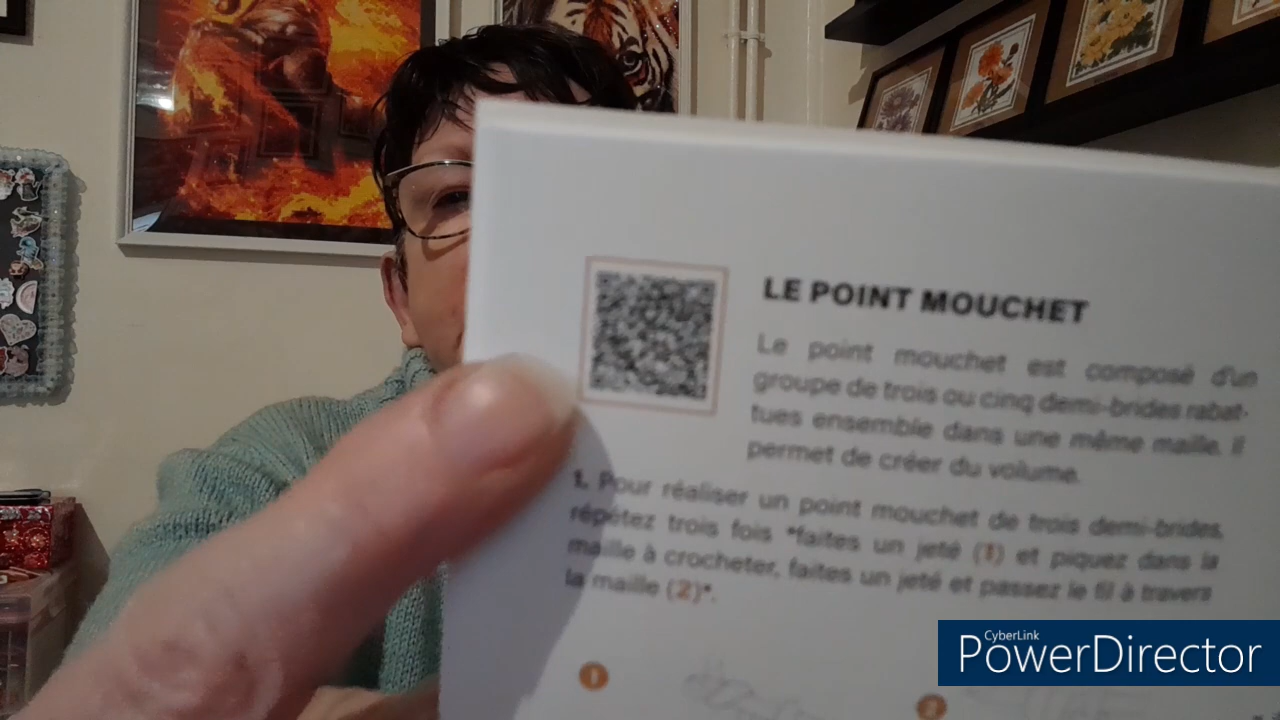 LE POINT MOUCHET
Le point mouchet est composé d'un
groupe de trois ou cinq demi-brides rabat-
tues ensemble dans une même maille. Il
permet de créer du volume.
1. Pour réaliser un point mouchet de trois demi-brides,
répétez trois fois *faites un jeté (1) et piquez dans la
maille à crocheter, faites un jeté et passez le fil à travers
la maille (2)*.
1
2
CyberLink
PowerDirector